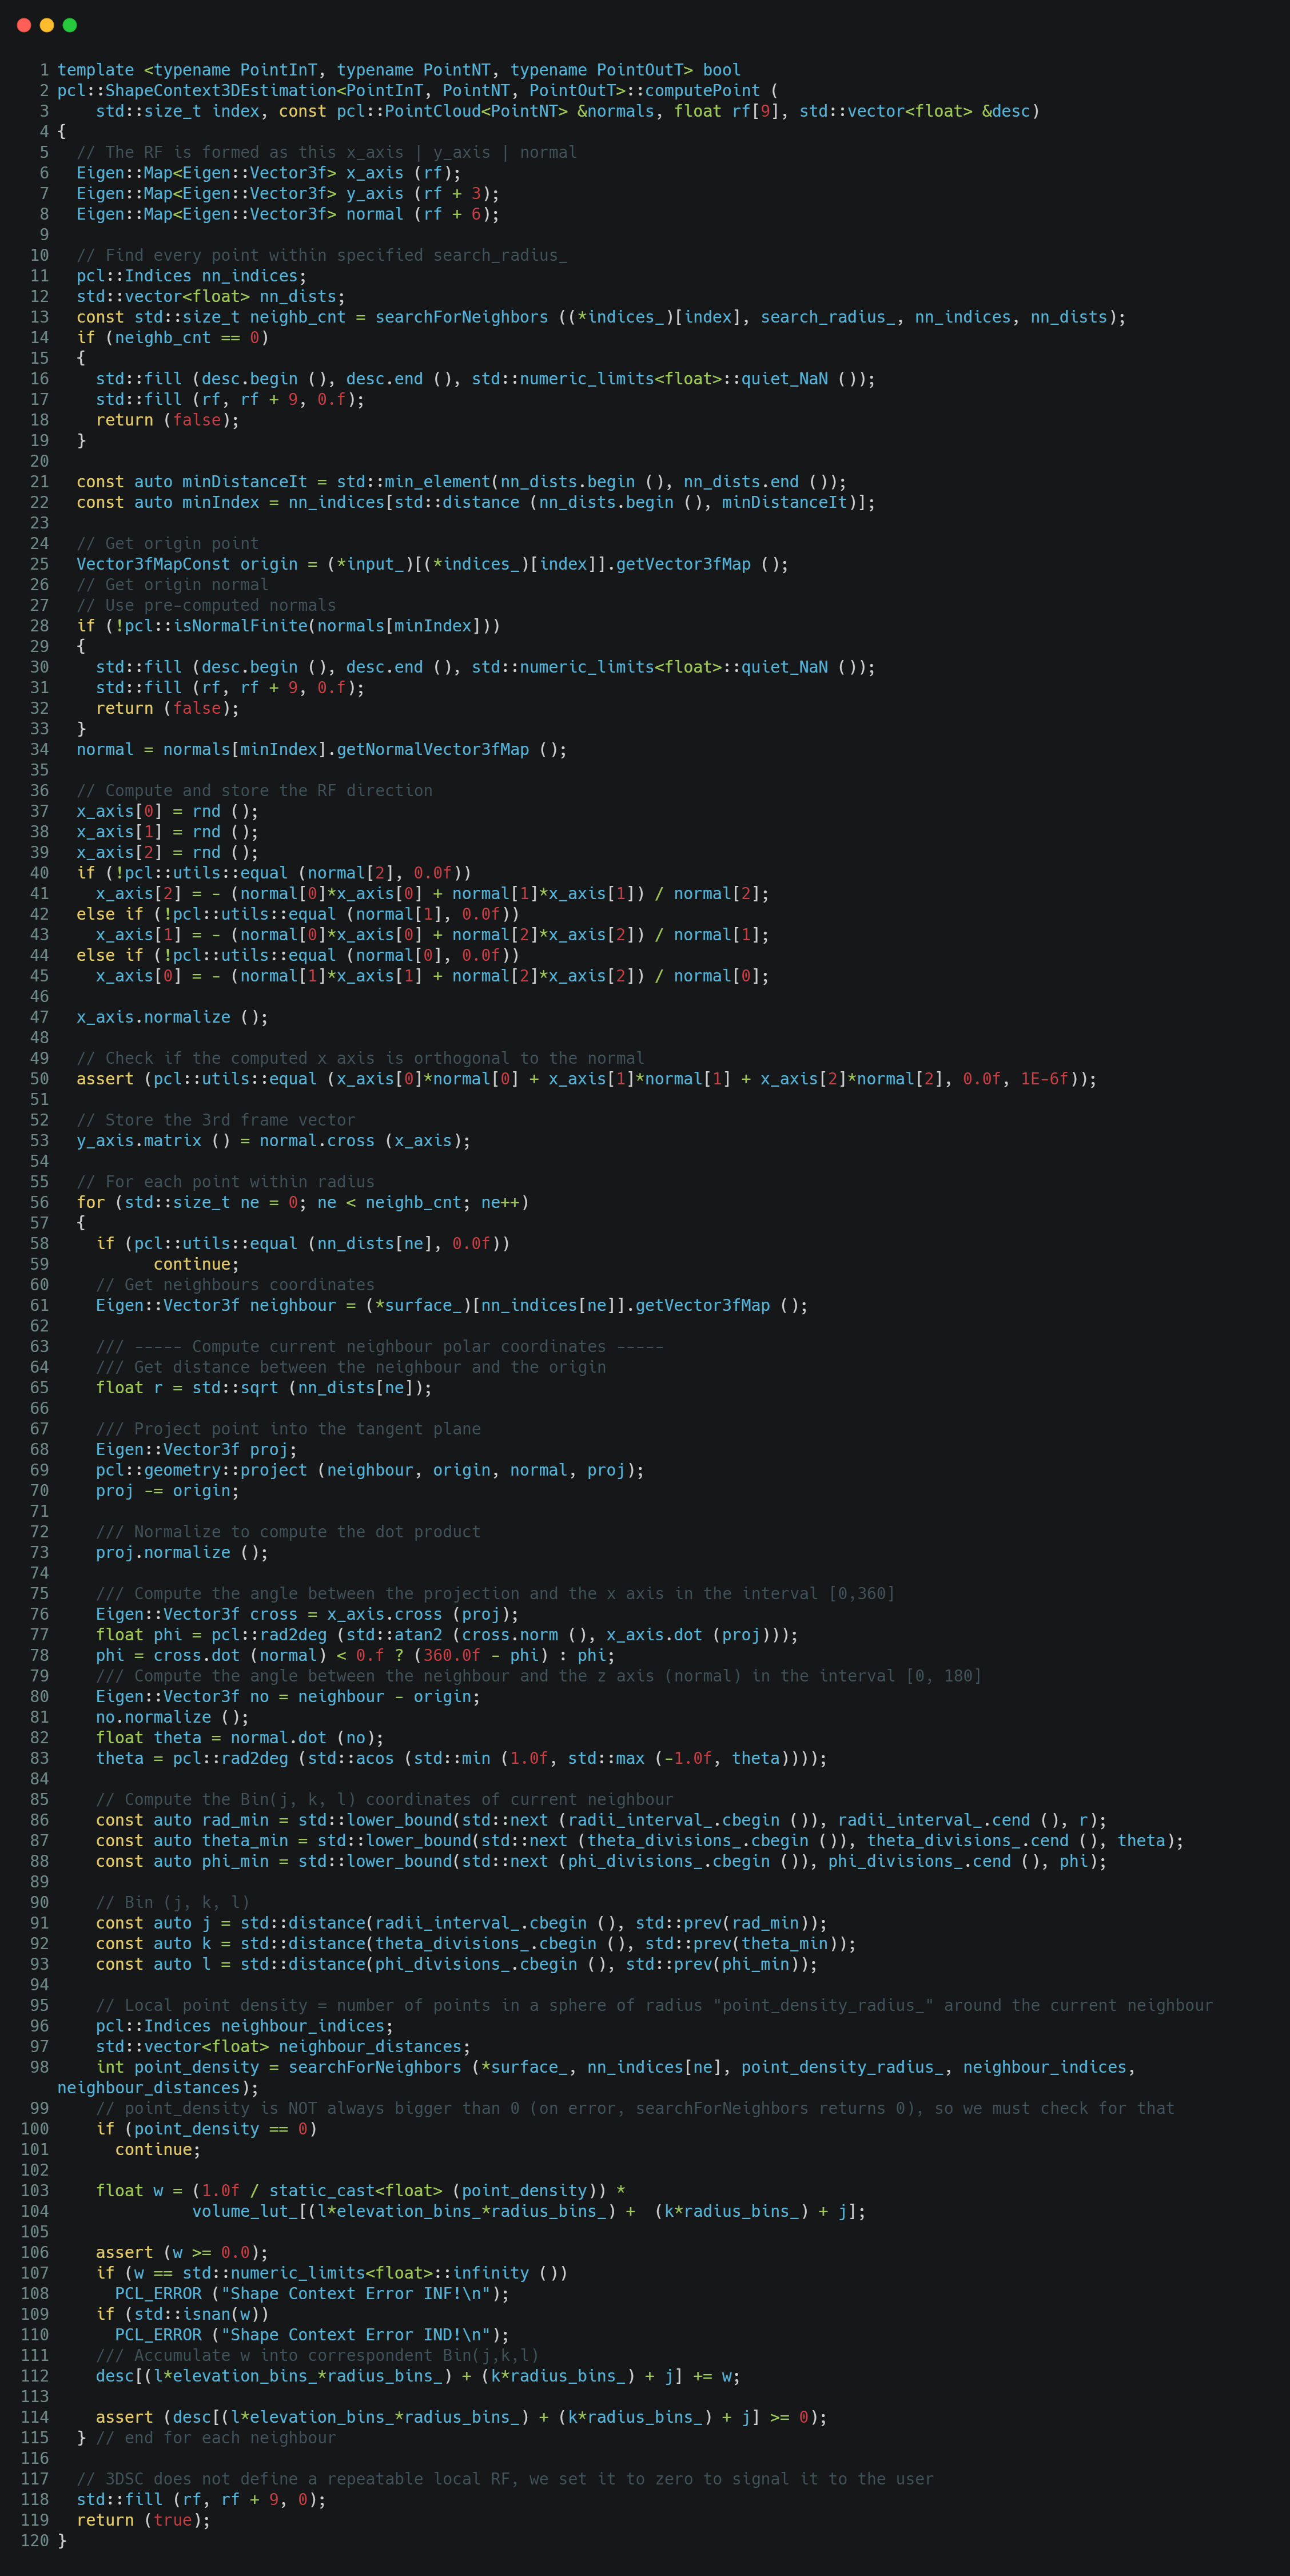 1 template <typename PointInT, typename PointNT, typename PointOutT> bool
2 pcl::ShapeContext3DEstimation<PointInT, PointNT, PointOutT>::computePoint (
3     std::size_t index, const pcl::PointCloud<PointNT> &normals, float rf[9], std::vector<float> &desc)
4 {
5   // The RF is formed as this x_axis | y_axis | normal
6   Eigen::Map<Eigen::Vector3f> x_axis (rf);
7   Eigen::Map<Eigen::Vector3f> y_axis (rf + 3);
8   Eigen::Map<Eigen::Vector3f> normal (rf + 6);
9
10   // Find every point within specified search_radius_
11   pcl::Indices nn_indices;
12   std::vector<float> nn_dists;
13   const std::size_t neighb_cnt = searchForNeighbors ((*indices_)[index], search_radius_, nn_indices, nn_dists);
14   if (neighb_cnt == 0)
15   {
16     std::fill (desc.begin (), desc.end (), std::numeric_limits<float>::quiet_NaN ());
17     std::fill (rf, rf + 9, 0.f);
18     return (false);
19   }
20
21   const auto minDistanceIt = std::min_element(nn_dists.begin (), nn_dists.end ());
22   const auto minIndex = nn_indices[std::distance (nn_dists.begin (), minDistanceIt)];
23
24   // Get origin point
25   Vector3fMapConst origin = (*input_)[(*indices_)[index]].getVector3fMap ();
26   // Get origin normal
27   // Use pre-computed normals
28   if (!pcl::isNormalFinite(normals[minIndex]))
29   {
30     std::fill (desc.begin (), desc.end (), std::numeric_limits<float>::quiet_NaN ());
31     std::fill (rf, rf + 9, 0.f);
32     return (false);
33   }
34   normal = normals[minIndex].getNormalVector3fMap ();
35
36   // Compute and store the RF direction
37   x_axis[0] = rnd ();
38   x_axis[1] = rnd ();
39   x_axis[2] = rnd ();
40   if (!pcl::utils::equal (normal[2], 0.0f))
41     x_axis[2] = - (normal[0]*x_axis[0] + normal[1]*x_axis[1]) / normal[2];
42   else if (!pcl::utils::equal (normal[1], 0.0f))
43     x_axis[1] = - (normal[0]*x_axis[0] + normal[2]*x_axis[2]) / normal[1];
44   else if (!pcl::utils::equal (normal[0], 0.0f))
45     x_axis[0] = - (normal[1]*x_axis[1] + normal[2]*x_axis[2]) / normal[0];
46
47   x_axis.normalize ();
48
49   // Check if the computed x axis is orthogonal to the normal
50   assert (pcl::utils::equal (x_axis[0]*normal[0] + x_axis[1]*normal[1] + x_axis[2]*normal[2], 0.0f, 1E-6f));
51
52   // Store the 3rd frame vector
53   y_axis.matrix () = normal.cross (x_axis);
54
55   // For each point within radius
56   for (std::size_t ne = 0; ne < neighb_cnt; ne++)
57   {
58     if (pcl::utils::equal (nn_dists[ne], 0.0f))
59           continue;
60     // Get neighbours coordinates
61     Eigen::Vector3f neighbour = (*surface_)[nn_indices[ne]].getVector3fMap ();
62
63     /// ----- Compute current neighbour polar coordinates -----
64     /// Get distance between the neighbour and the origin
65     float r = std::sqrt (nn_dists[ne]);
66
67     /// Project point into the tangent plane
68     Eigen::Vector3f proj;
69     pcl::geometry::project (neighbour, origin, normal, proj);
70     proj -= origin;
71
72     /// Normalize to compute the dot product
73     proj.normalize ();
74
75     /// Compute the angle between the projection and the x axis in the interval [0,360]
76     Eigen::Vector3f cross = x_axis.cross (proj);
77     float phi = pcl::rad2deg (std::atan2 (cross.norm (), x_axis.dot (proj)));
78     phi = cross.dot (normal) < 0.f ? (360.0f - phi) : phi;
79     /// Compute the angle between the neighbour and the z axis (normal) in the interval [0, 180]
80     Eigen::Vector3f no = neighbour - origin;
81     no.normalize ();
82     float theta = normal.dot (no);
83     theta = pcl::rad2deg (std::acos (std::min (1.0f, std::max (-1.0f, theta))));
84
85     // Compute the Bin(j, k, l) coordinates of current neighbour
86     const auto rad_min = std::lower_bound(std::next (radii_interval_.cbegin ()), radii_interval_.cend (), r);
87     const auto theta_min = std::lower_bound(std::next (theta_divisions_.cbegin ()), theta_divisions_.cend (), theta);
88     const auto phi_min = std::lower_bound(std::next (phi_divisions_.cbegin ()), phi_divisions_.cend (), phi);
89
90     // Bin (j, k, l)
91     const auto j = std::distance(radii_interval_.cbegin (), std::prev(rad_min));
92     const auto k = std::distance(theta_divisions_.cbegin (), std::prev(theta_min));
93     const auto l = std::distance(phi_divisions_.cbegin (), std::prev(phi_min));
94
95     // Local point density = number of points in a sphere of radius "point_density_radius_" around the current neighbour
96     pcl::Indices neighbour_indices;
97     std::vector<float> neighbour_distances;
98     int point_density = searchForNeighbors (*surface_, nn_indices[ne], point_density_radius_, neighbour_indices,
neighbour_distances);
99     // point_density is NOT always bigger than 0 (on error, searchForNeighbors returns 0), so we must check for that
100     if (point_density == 0)
101       continue;
102
103     float w = (1.0f / static_cast<float> (point_density)) *
104               volume_lut_[(l*elevation_bins_*radius_bins_) +  (k*radius_bins_) + j];
105
106     assert (w >= 0.0);
107     if (w == std::numeric_limits<float>::infinity ())
108       PCL_ERROR ("Shape Context Error INF!\n");
109     if (std::isnan(w))
110       PCL_ERROR ("Shape Context Error IND!\n");
111     /// Accumulate w into correspondent Bin(j,k,l)
112     desc[(l*elevation_bins_*radius_bins_) + (k*radius_bins_) + j] += w;
113
114     assert (desc[(l*elevation_bins_*radius_bins_) + (k*radius_bins_) + j] >= 0);
115   } // end for each neighbour
116
117   // 3DSC does not define a repeatable local RF, we set it to zero to signal it to the user
118   std::fill (rf, rf + 9, 0);
119   return (true);
120 }